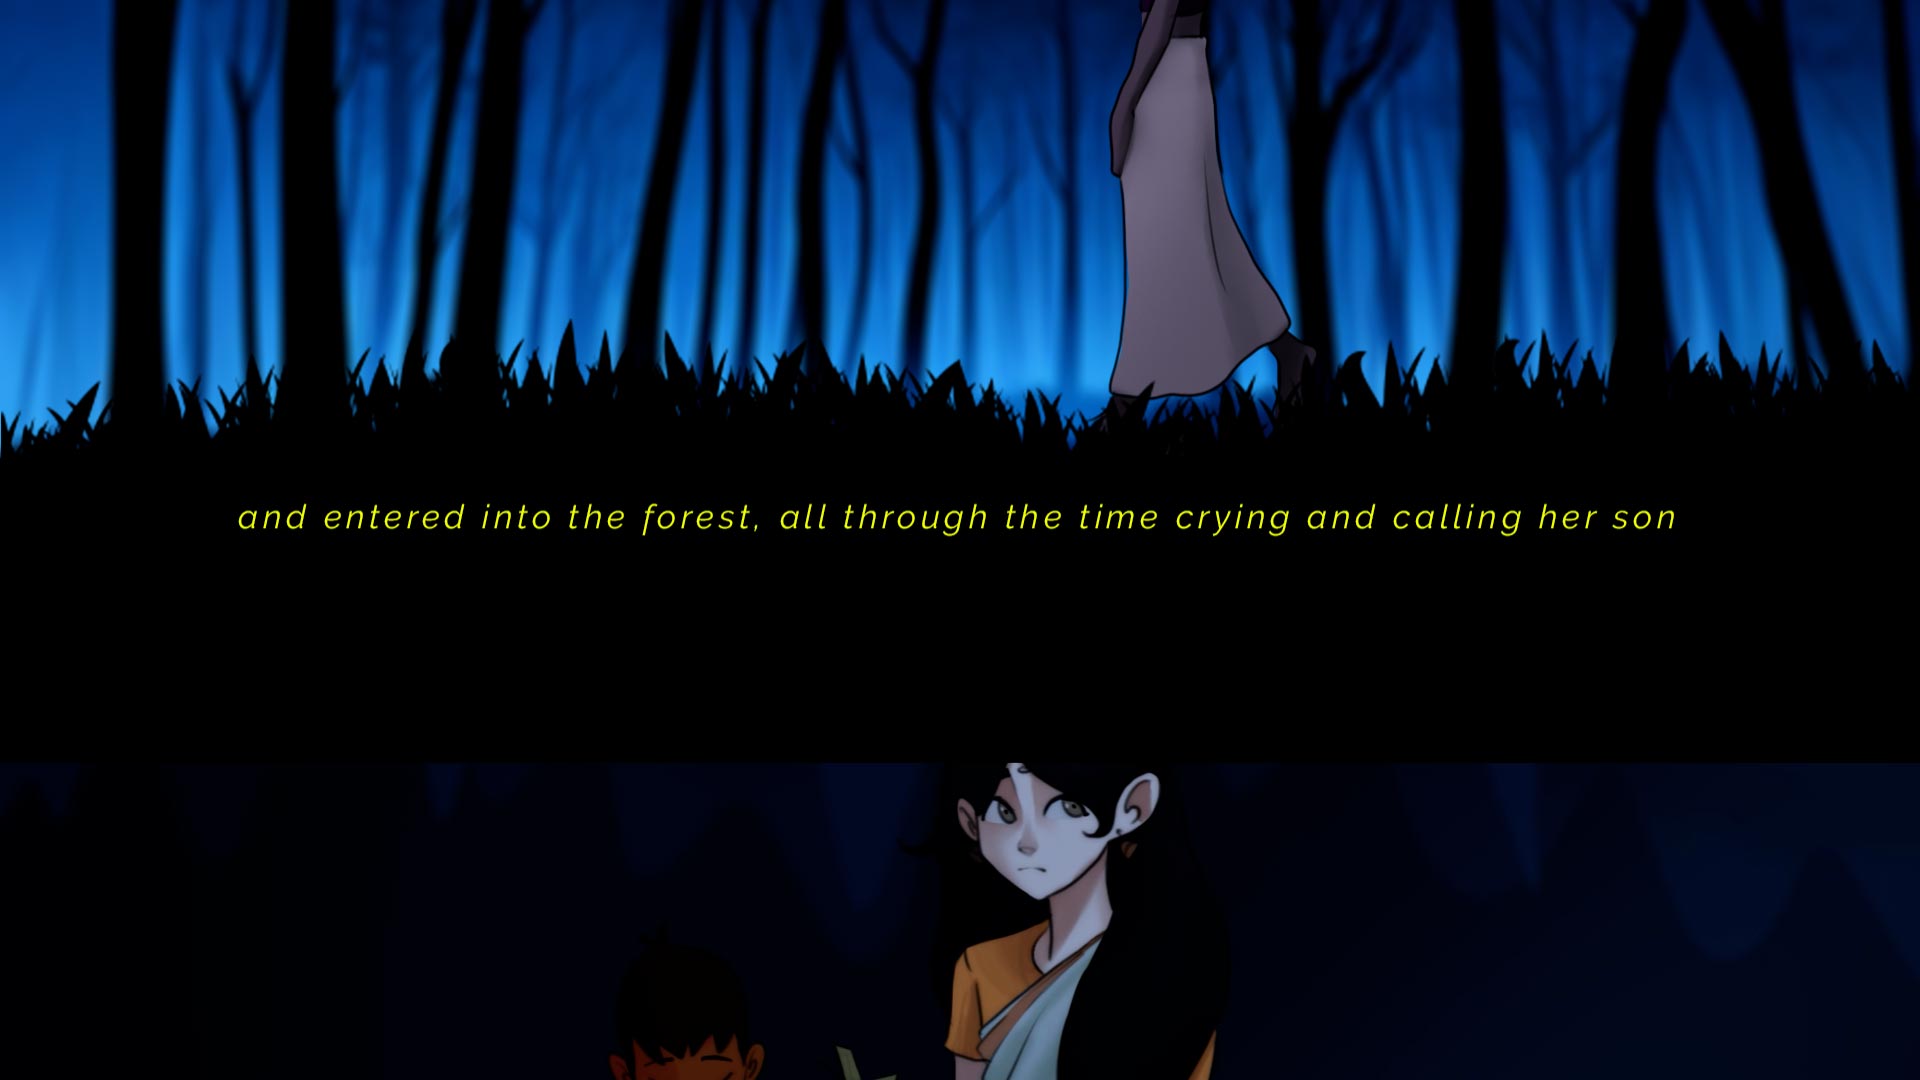 and entered into the forest, all through the time crying and calling her son